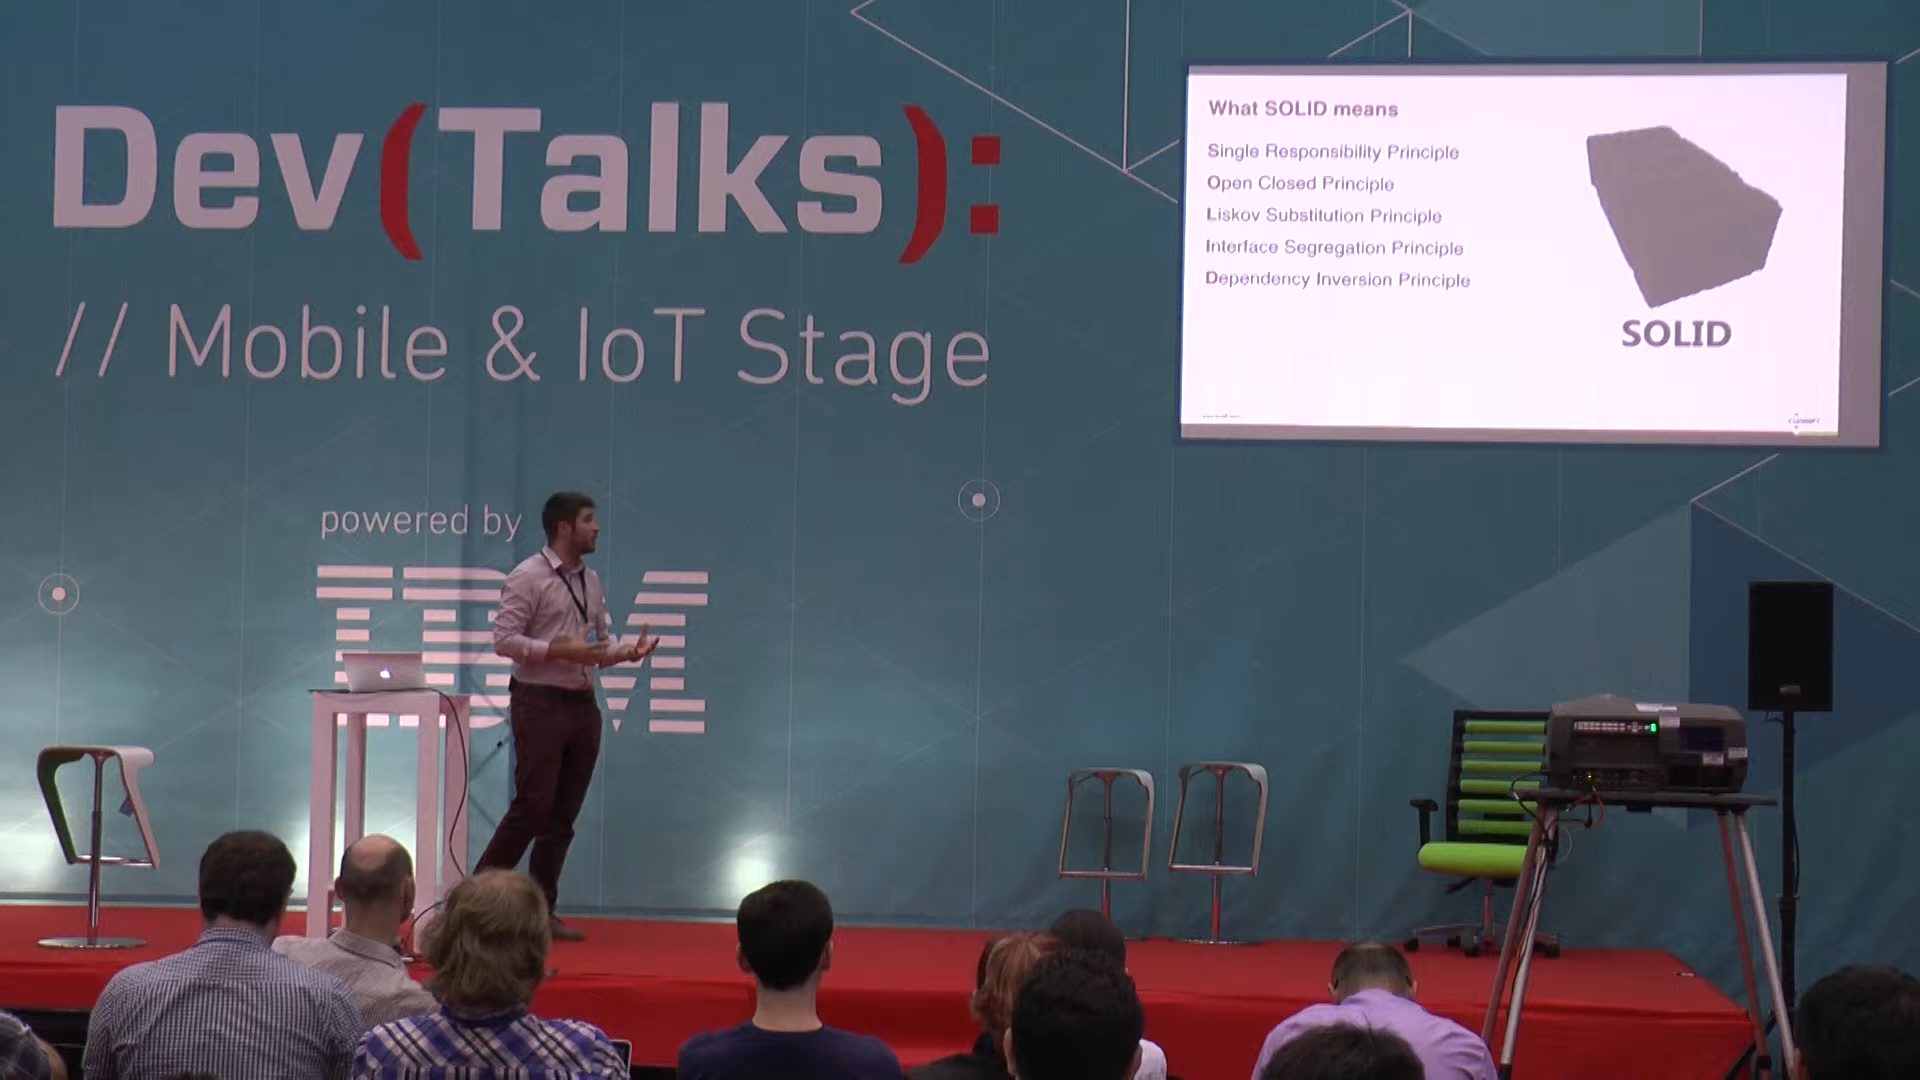 Dev(Talks):
// Mobile & IoT Stage
powered by
IBM
What SOLID means
Single Responsibility Principle
Open Closed Principle
Liskov Substitution Principle
Interface Segregation Principle
Dependency Inversion Principle
SOLID